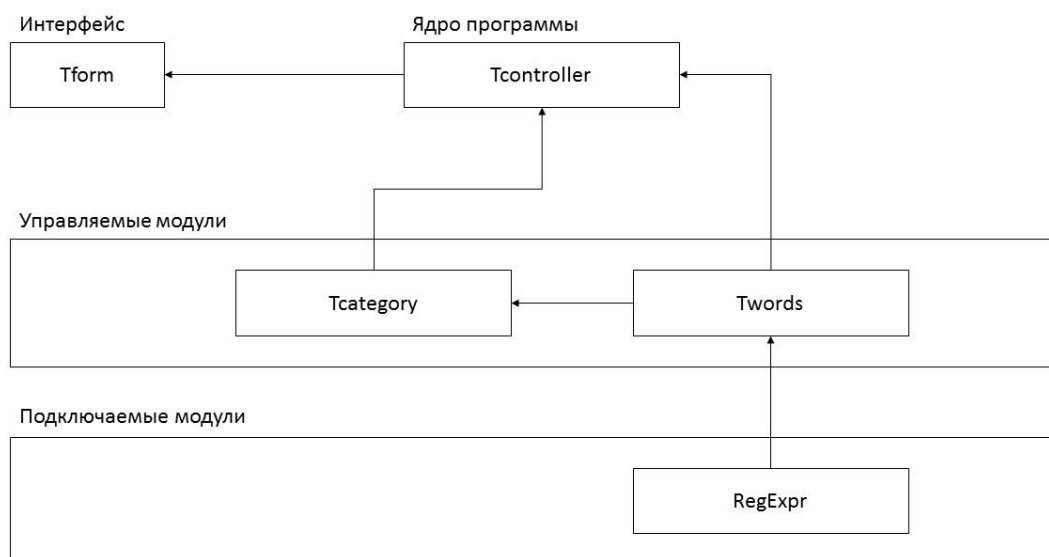 Интерфейс
Ядро программы
Tform
Tcontroller
Управляемые модули
Tcategory
Twords
Подключаемые модули
RegExpr